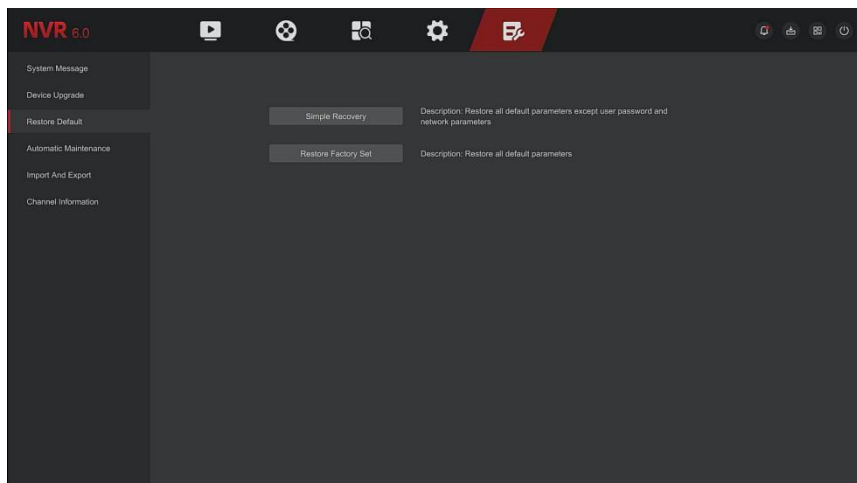 NVR 6.0
System Message
Device Upgrade
Restore Default
Automatic Maintenance
Import And Export
Channel Information
Simple Recovery
Description: Restore all default parameters except user password and
network parameters
Restore Factory Set
Description: Restore all default parameters